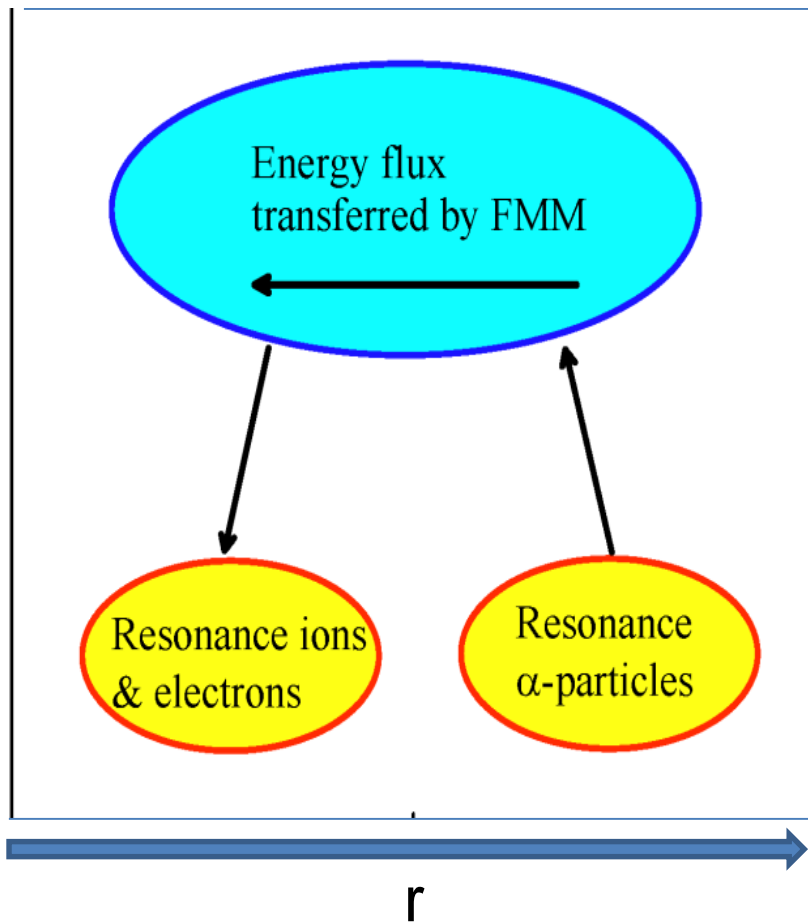 Energy flux
transferred by FMM
Resonance ions
& electrons
Resonance
α-particles
r